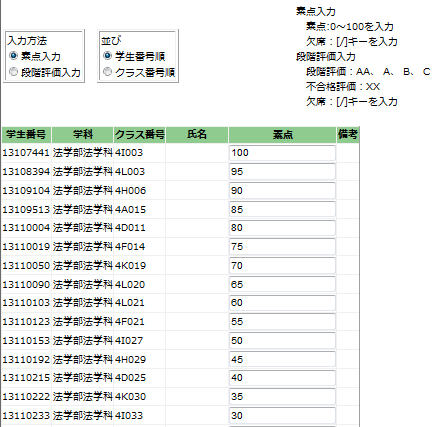 素点入力
素点:0～100を入力
欠席：[/]キーを入力
段階評価入力
段階評価：AA、A、B、C
不合格評価：XX
欠席：[/]キーを入力
入力方法
素点入力
段階評価入力
並び
学生番号順
クラス番号順
学生番号 学科 クラス番号 氏名 素点 備考
13107441 法学部法学科 4I003 100
13108394 法学部法学科 4L003 95
13109104 法学部法学科 4H006 90
13109513 法学部法学科 4A015 85
13110004 法学部法学科 4D011 80
13110019 法学部法学科 4F014 75
13110050 法学部法学科 4K019 70
13110090 法学部法学科 4L020 65
13110103 法学部法学科 4L021 60
13110123 法学部法学科 4F021 55
13110153 法学部法学科 4I027 50
13110192 法学部法学科 4H029 45
13110215 法学部法学科 4D025 40
13110222 法学部法学科 4K030 35
13110233 法学部法学科 4I033 30